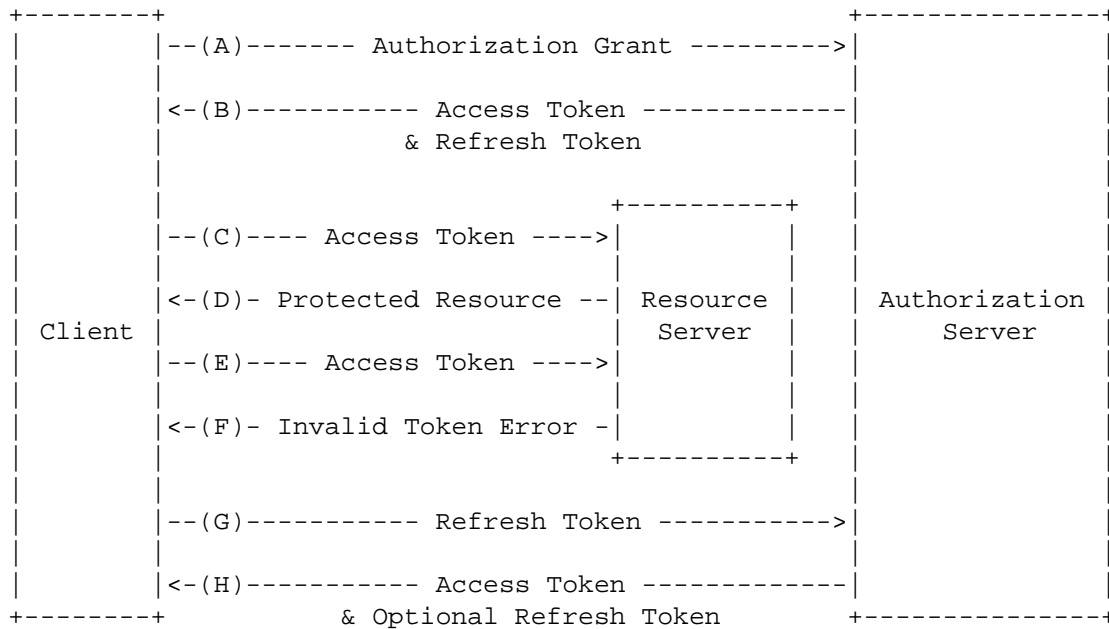 --(A)------- Authorization Grant --------->
<-(B)----------- Access Token -------------
& Refresh Token
--(C)---- Access Token ---->
<-(D)- Protected Resource --| Resource | Authorization
Client | Server | Server
--(E)---- Access Token ---->
<-(F)- Invalid Token Error -
--(G)----------- Refresh Token ----------->
<-(H)----------- Access Token -------------
& Optional Refresh Token